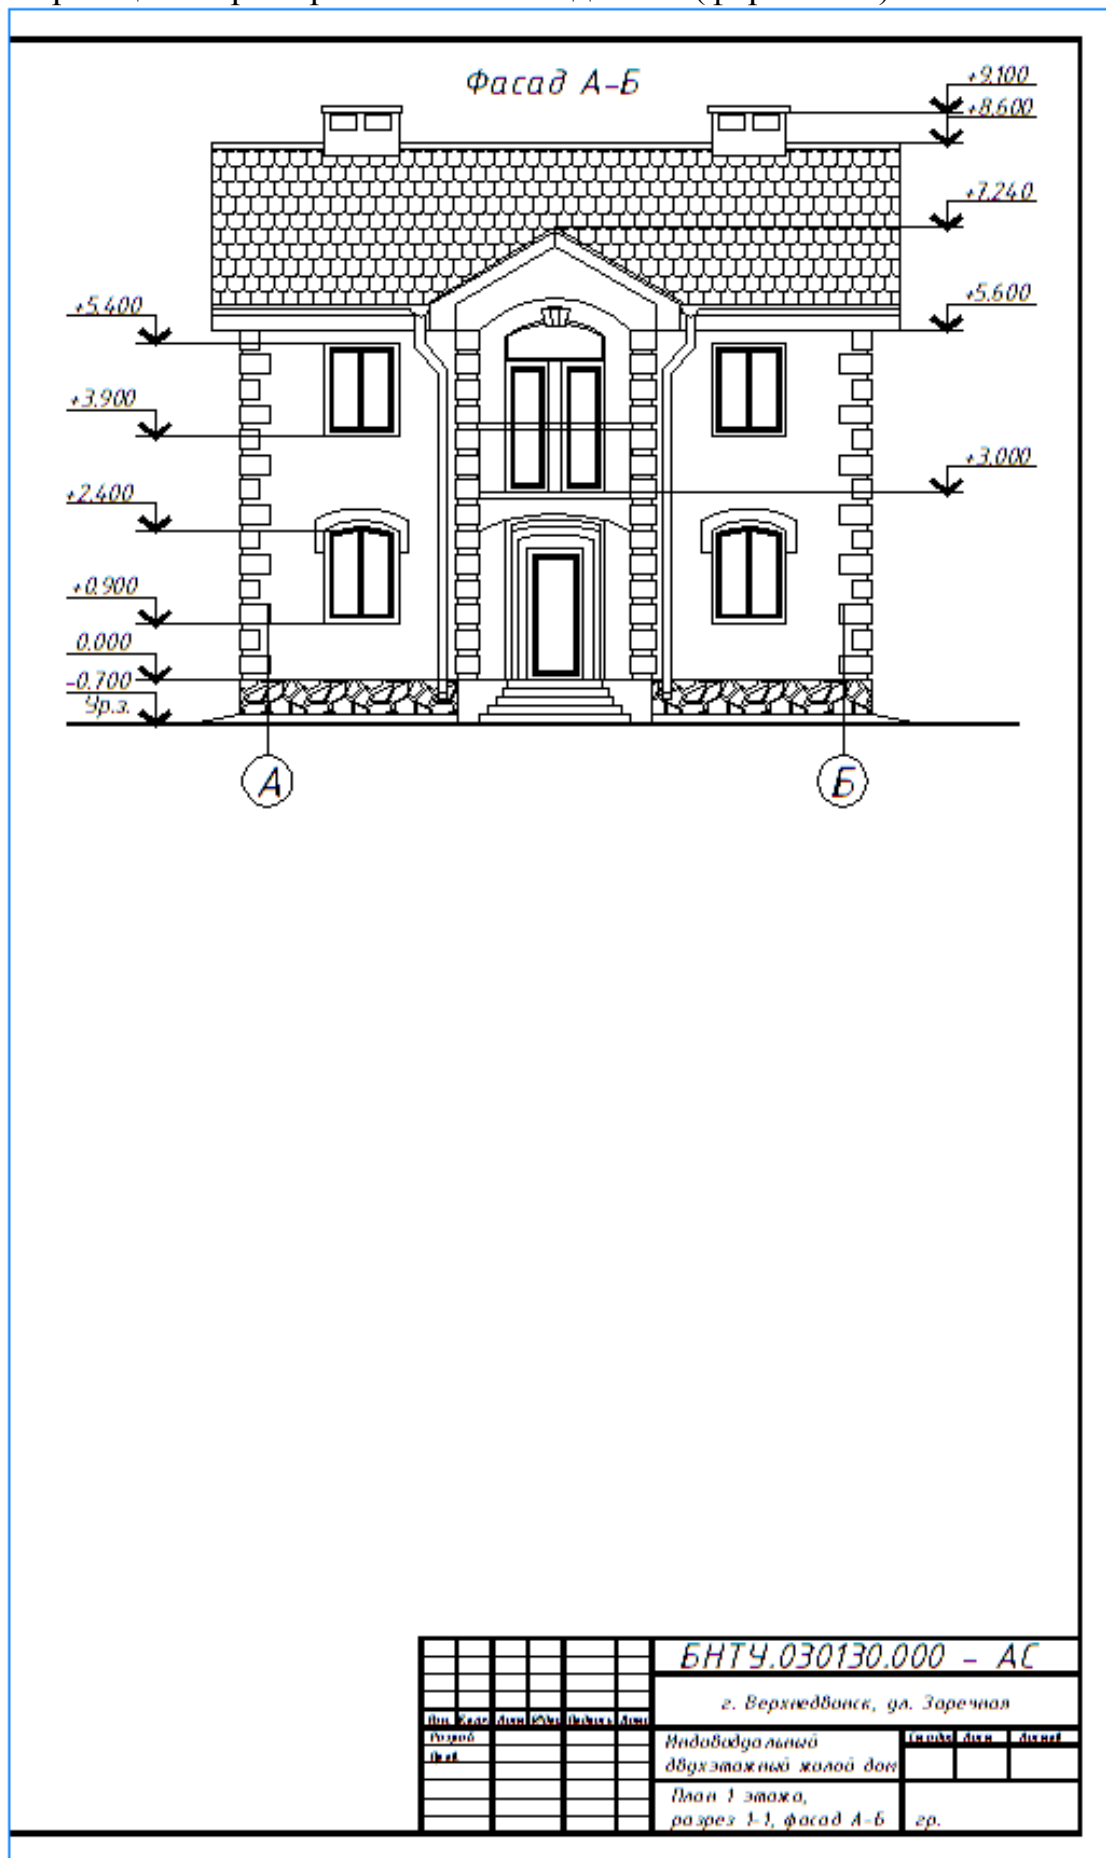 Фасад А-Б
+9.100
+8.600
+7.240
+5.600
+5.400
+3.900
+3.000
+2.400
+0.900
0.000
-0.700
Ур.з.
А
Б
БНТУ.030130.000 - АС
г. Верхнедвинск, ул. Заречная
Разраб
Индивидуальный
двухэтажный жилой дом
План 1 этажа,
разрез 1-1, фасад А-Б
гр.